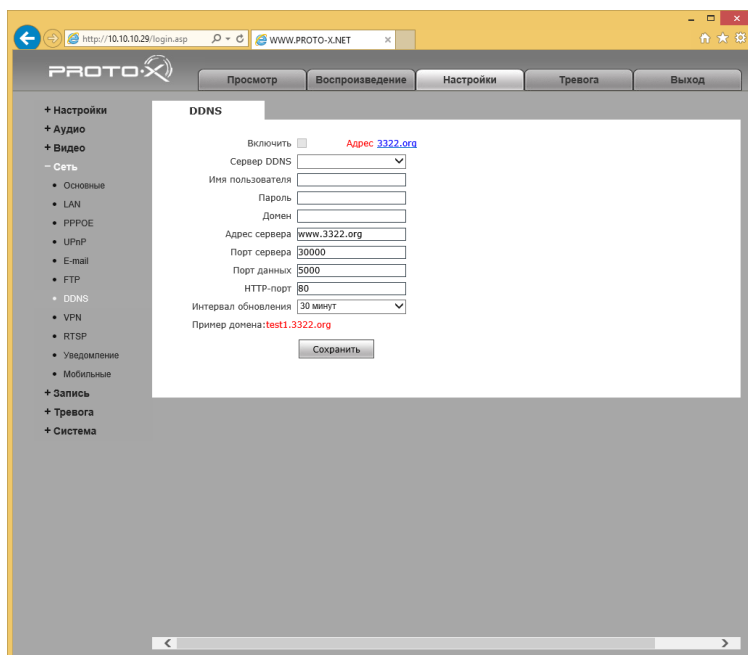 http://10.10.10.29/login.asp
WWW.PROTO-X.NET
PROTO-X
Просмотр
Воспроизведение
Настройки
Тревога
Выход
+ Настройки
+ Аудио
+ Видео
− Сеть
• Основные
• LAN
• PPPOE
• UPnP
• E-mail
• FTP
• DDNS
• VPN
• RTSP
• Уведомление
• Мобильные
+ Запись
+ Тревога
+ Система
DDNS
Включить Адрес 3322.org
Сервер DDNS
Имя пользователя
Пароль
Домен
Адрес сервера www.3322.org
Порт сервера 30000
Порт данных 5000
HTTP-порт 80
Интервал обновления 30 минут
Пример домена:test1.3322.org
Сохранить